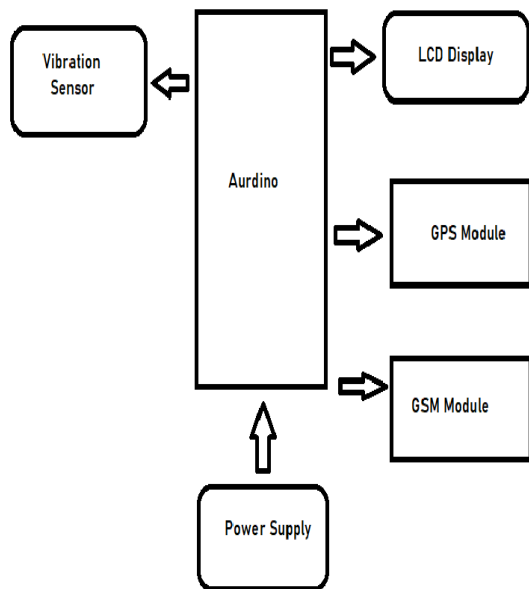 Vibration
Sensor
LCD Display
Aurdino
GPS Module
GSM Module
Power Supply